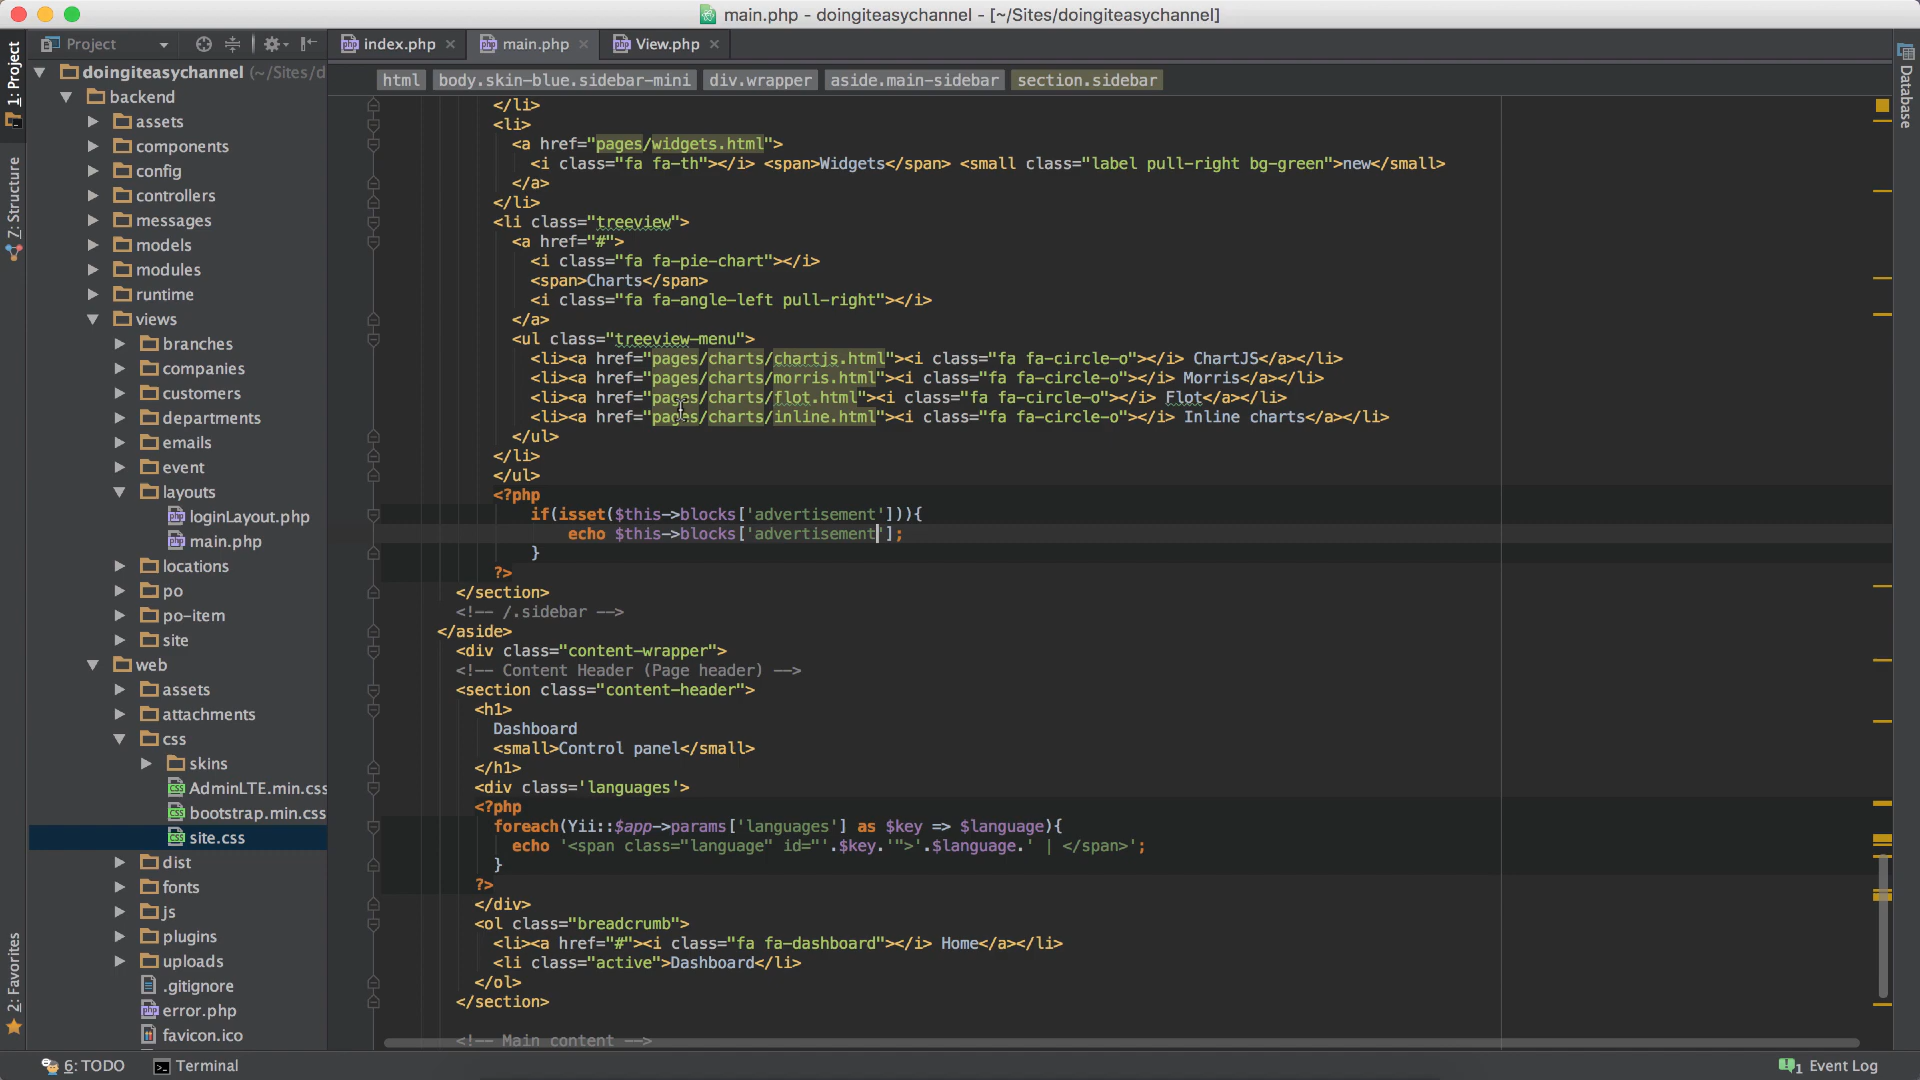 main.php - doingiteasychannel - [~/Sites/doingiteasychannel]
Project
index.php
main.php
View.php
html
body.skin-blue.sidebar-mini
div.wrapper
aside.main-sidebar
section.sidebar
1: Project
7: Structure
2: Favorites
Database
doingiteasychannel (~/Sites/d
backend
assets
components
config
controllers
messages
models
modules
runtime
views
branches
companies
customers
departments
emails
event
layouts
loginLayout.php
main.php
locations
po
po-item
site
web
assets
attachments
css
skins
AdminLTE.min.css
bootstrap.min.css
site.css
dist
fonts
js
plugins
uploads
.gitignore
error.php
favicon.ico
</li>
<li>
<a href="pages/widgets.html">
<i class="fa fa-th"></i> <span>Widgets</span> <small class="label pull-right bg-green">new</small>
</a>
</li>
<li class="treeview">
<a href="#">
<i class="fa fa-pie-chart"></i>
<span>Charts</span>
<i class="fa fa-angle-left pull-right"></i>
</a>
<ul class="treeview-menu">
<li><a href="pages/charts/chartjs.html"><i class="fa fa-circle-o"></i> ChartJS</a></li>
<li><a href="pages/charts/morris.html"><i class="fa fa-circle-o"></i> Morris</a></li>
<li><a href="pages/charts/flot.html"><i class="fa fa-circle-o"></i> Flot</a></li>
<li><a href="pages/charts/inline.html"><i class="fa fa-circle-o"></i> Inline charts</a></li>
</ul>
</li>
</ul>
<?php
if(isset($this->blocks['advertisement'])){
echo $this->blocks['advertisement'];
}
?>
</section>
<!-- /.sidebar -->
</aside>
<div class="content-wrapper">
<!-- Content Header (Page header) -->
<section class="content-header">
<h1>
Dashboard
<small>Control panel</small>
</h1>
<div class='languages'>
<?php
foreach(Yii::$app->params['languages'] as $key => $language){
echo '<span class="language" id="'.$key.'">'.$language.' | </span>';
}
?>
</div>
<ol class="breadcrumb">
<li><a href="#"><i class="fa fa-dashboard"></i> Home</a></li>
<li class="active">Dashboard</li>
</ol>
</section>
<!-- Main content -->
6: TODO
Terminal
1 Event Log